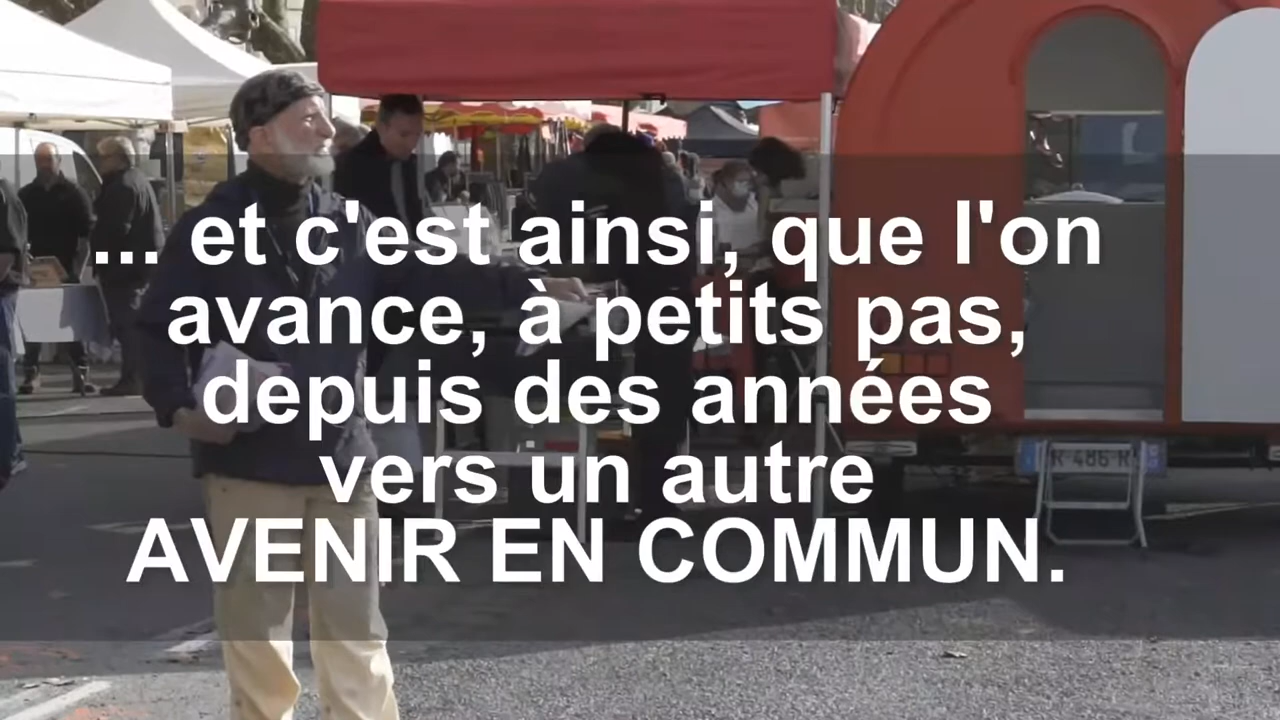 ... et c'est ainsi, que l'on
avance, à petits pas,
depuis des années
vers un autre
AVENIR EN COMMUN.